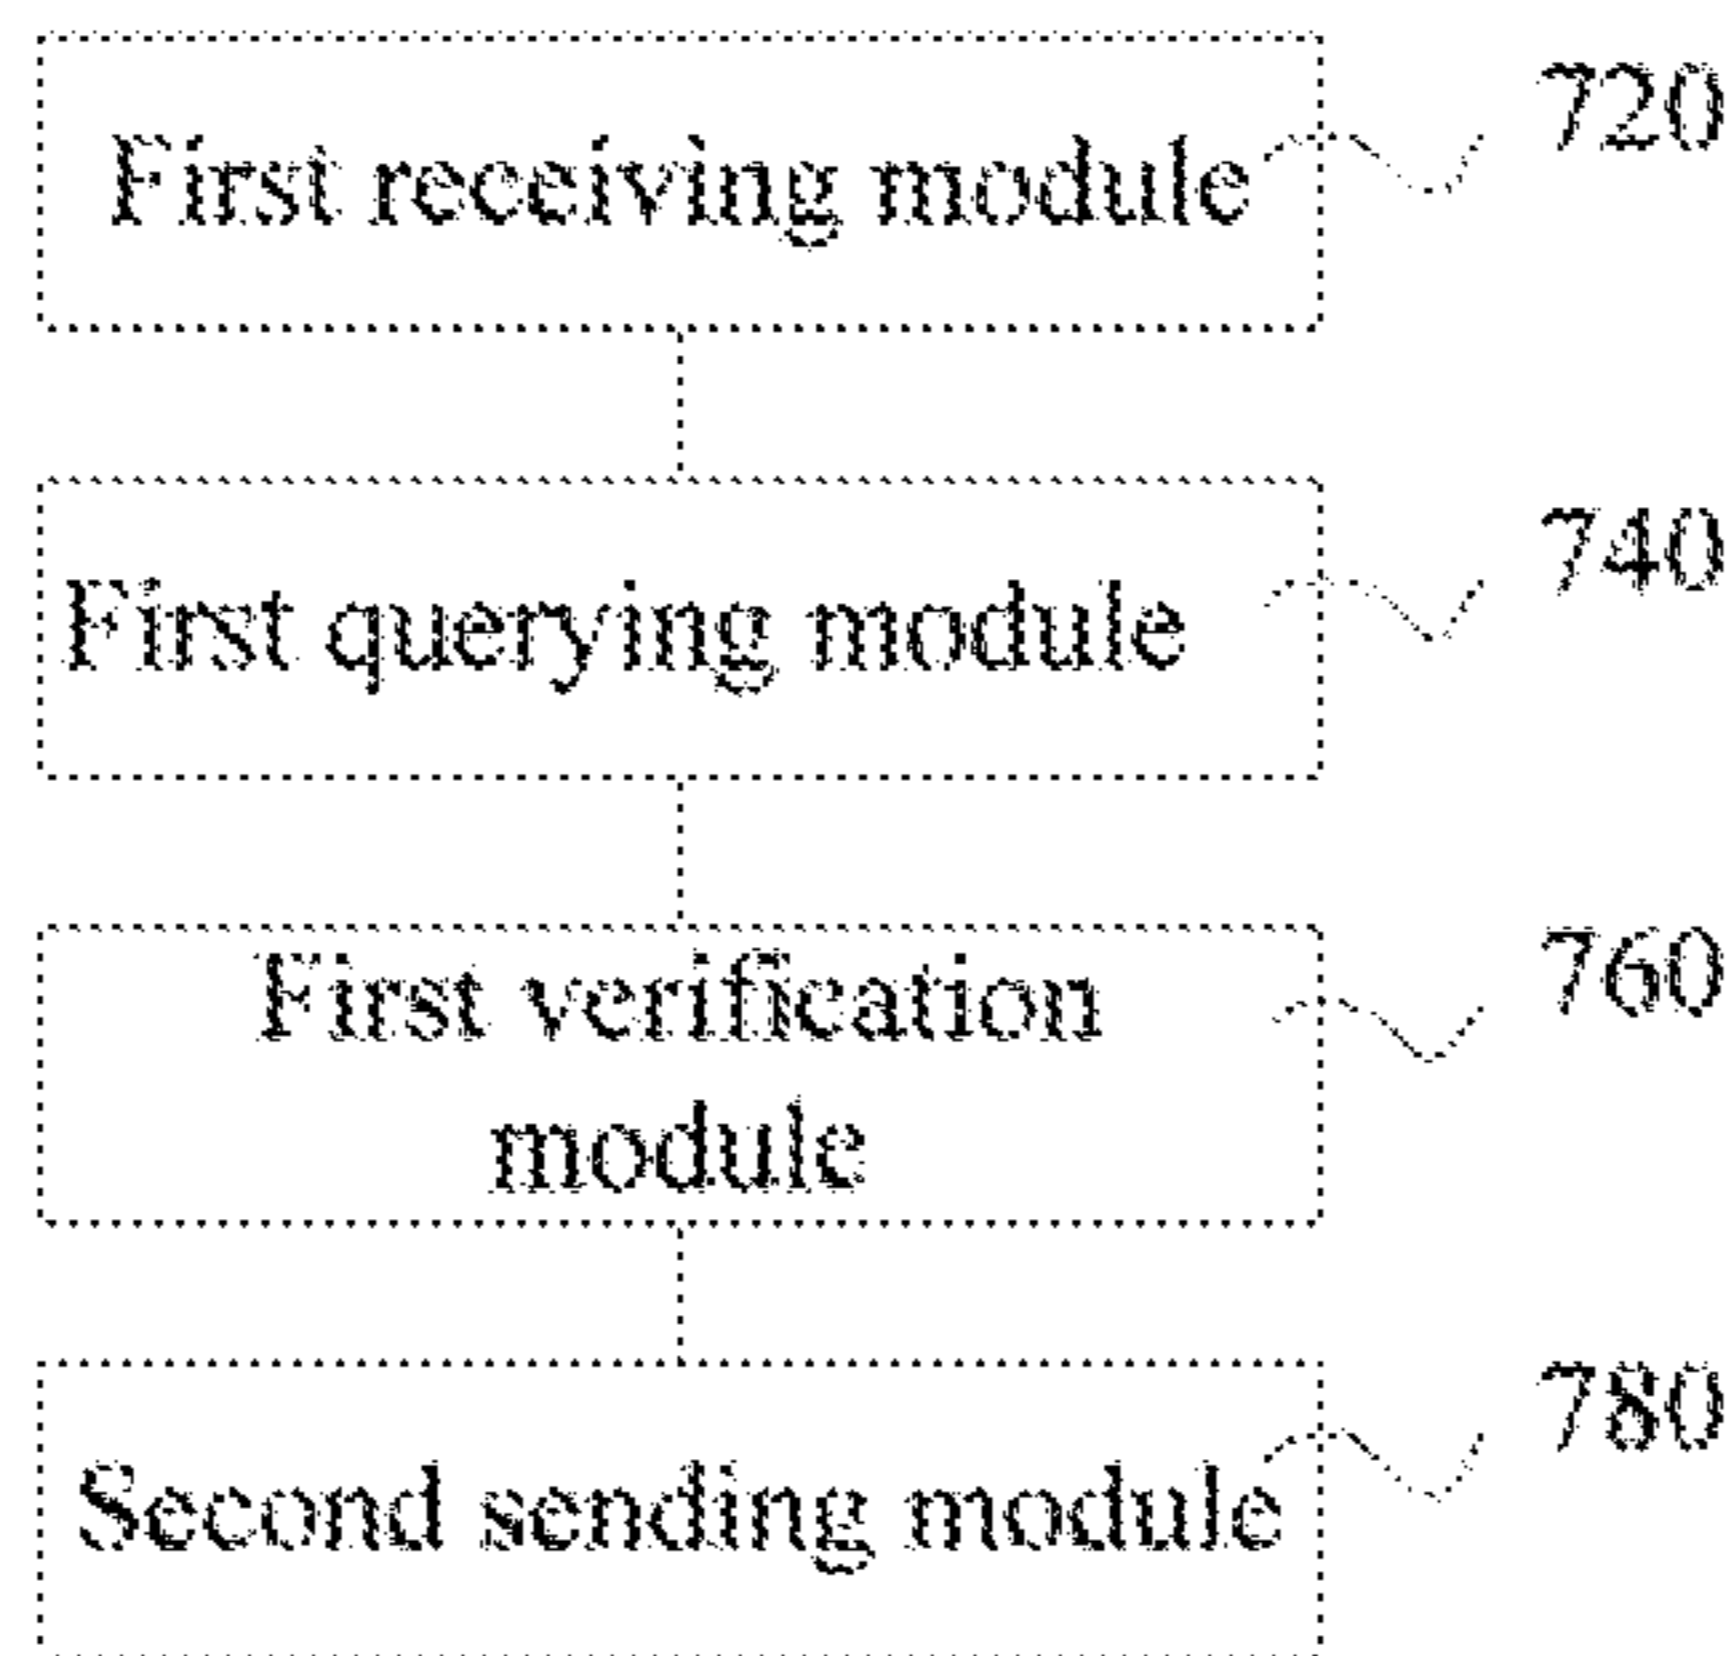 720
First receiving module
740
First querying module
760
First verification
module
780
Second sending module